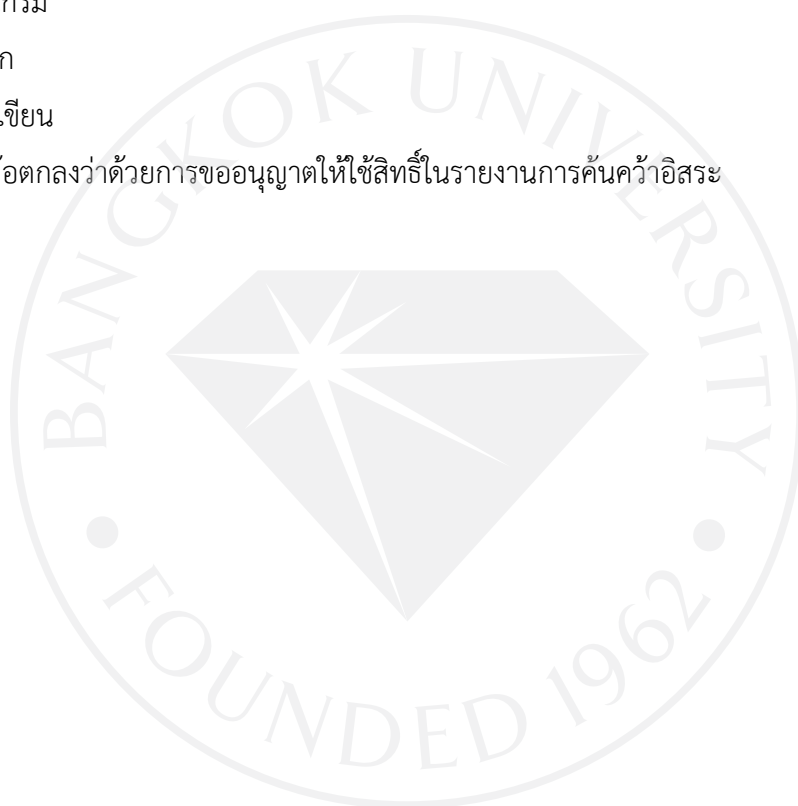 กรม
ก
เขียน
้อตกลงว่าด้วยการขออนุญาตให้ใช้สิทธิ์ในรายงานการค้นคว้าอิสระ
BANGKOK UNIVERSITY
FOUNDED 1962